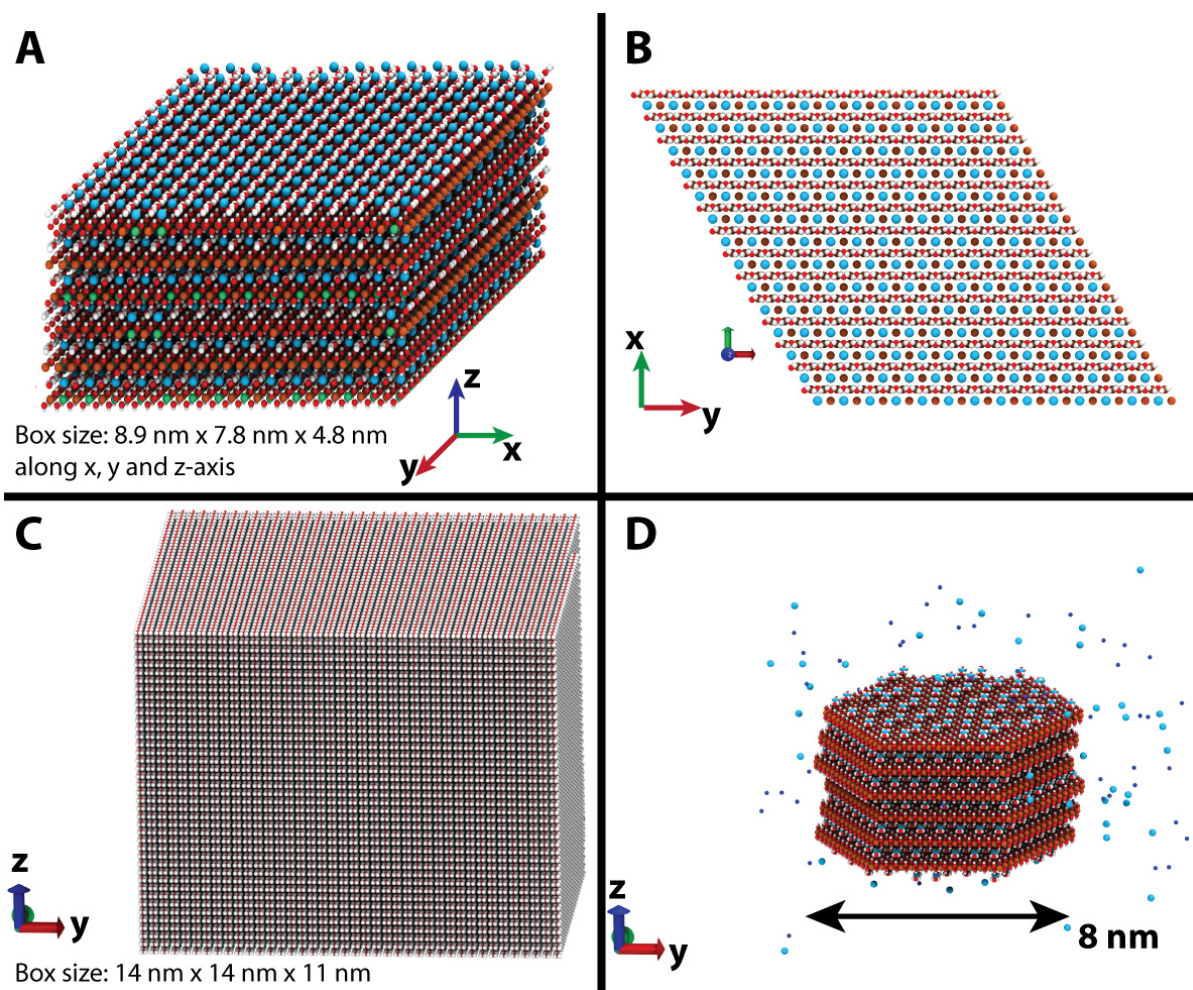 A
z
x
y
Box size: 8.9 nm x 7.8 nm x 4.8 nm
along x, y and z-axis
B
x
y
z
C
z
y
Box size: 14 nm x 14 nm x 11 nm
D
z
y
8 nm